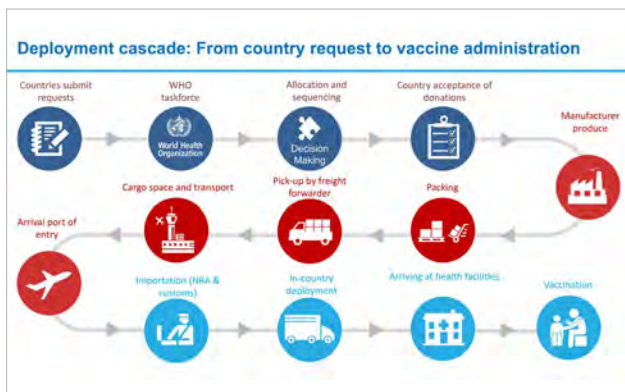 Deployment cascade: From country request to vaccine administration
Countries submit
requests
WHO
taskforce
Allocation and
sequencing
Country acceptance of
donations
World Health
Organization
Decision
Making
Manufacturer
produce
Packing
Pick-up by freight
forwarder
Cargo space and transport
Arrival port of
entry
Importation (NRA &
customs)
In-country
deployment
Arriving at health facilities
Vaccination